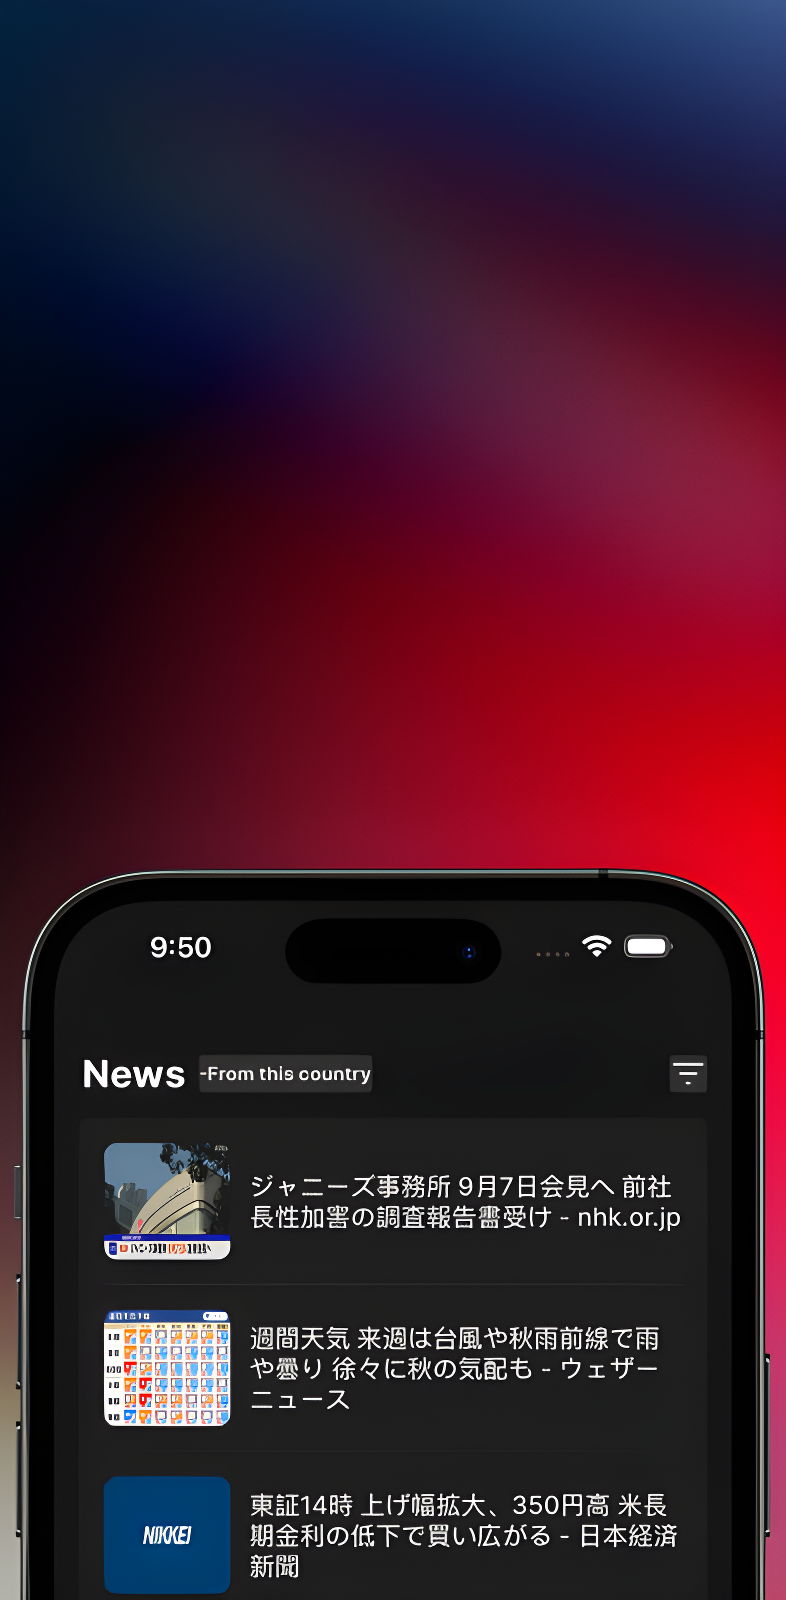 9:50
News
-From this country
ジャニーズ事務所 9月7日会見へ 前社
長性加害の調査報告書受け - nhk.or.jp
週間天気 来週は台風や秋雨前線で雨
や曇り 徐々に秋の気配も - ウェザー
ニュース
NIKKEI
東証14時 上げ幅拡大、350円高 米長
期金利の低下で買い広がる - 日本経済
新聞